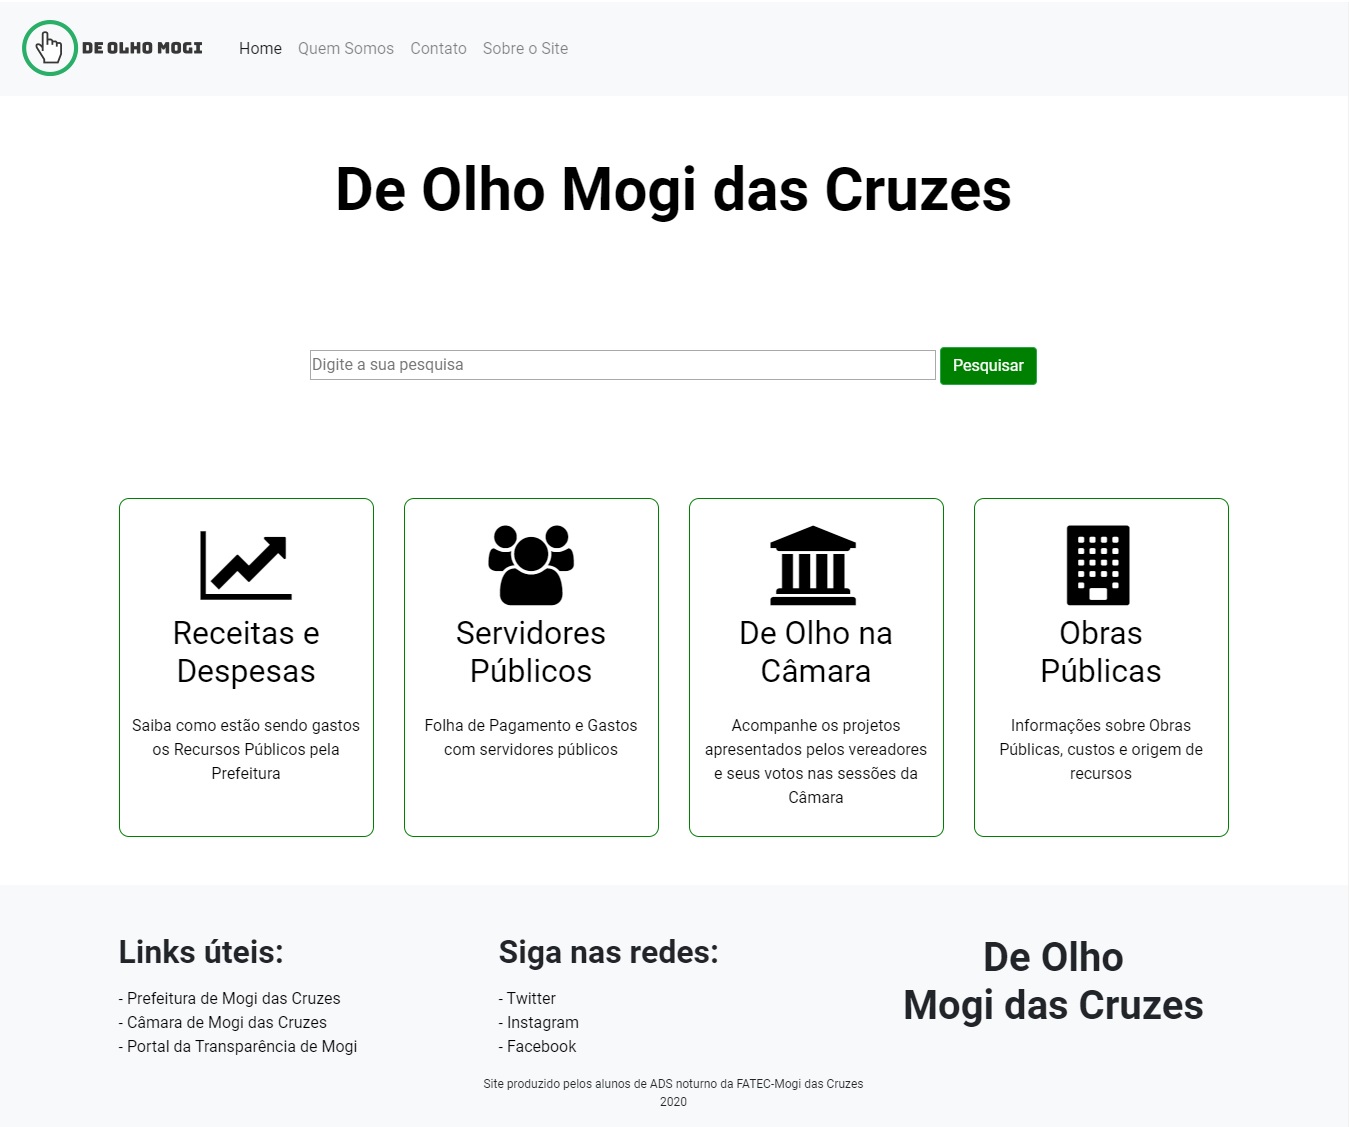 DE OLHO MOGI
Home Quem Somos Contato Sobre o Site
De Olho Mogi das Cruzes
Digite a sua pesquisa
Pesquisar
Receitas e
Despesas
Saiba como estão sendo gastos
os Recursos Públicos pela
Prefeitura
Servidores
Públicos
Folha de Pagamento e Gastos
com servidores públicos
De Olho na
Câmara
Acompanhe os projetos
apresentados pelos vereadores
e seus votos nas sessões da
Câmara
Obras
Públicas
Informações sobre Obras
Públicas, custos e origem de
recursos
Links úteis:
- Prefeitura de Mogi das Cruzes
- Câmara de Mogi das Cruzes
- Portal da Transparência de Mogi
Siga nas redes:
- Twitter
- Instagram
- Facebook
De Olho
Mogi das Cruzes
Site produzido pelos alunos de ADS noturno da FATEC-Mogi das Cruzes
2020